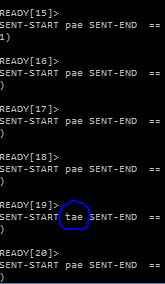 READY[15]>
SENT-START pae SENT-END ==
1)
READY[16]>
SENT-START pae SENT-END ==
)
READY[17]>
SENT-START pae SENT-END ==
)
READY[18]>
SENT-START pae SENT-END ==
)
READY[19]>
SENT-START tae SENT-END ==
)
READY[20]>
SENT-START pae SENT-END ==
)